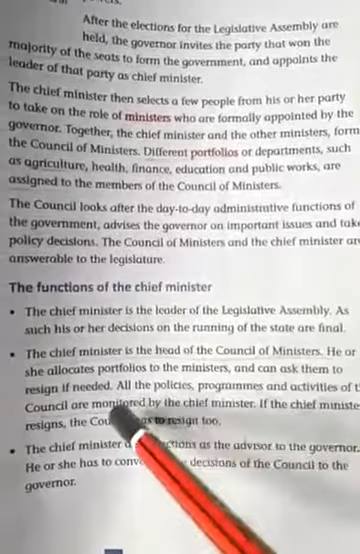 After the elections for the Legislative Assembly are
held, the governor invites the party that won the
majority of the seats to form the government, and appoints the
leader of that party as chief minister.
The chief minister then selects a few people from his or her party
to take on the role of ministers who are formally appointed by the
governor. Together, the chief minister and the other ministers, form
the Council of Ministers. Different portfolios or departments, such
as agriculture, health, finance, education and public works, are
assigned to the members of the Council of Ministers.
The Council looks after the day-to-day administrative functions of
the government, advises the governor on important issues and take
policy decisions. The Council of Ministers and the chief minister are
answerable to the legislature.
The functions of the chief minister
• The chief minister is the leader of the Legislative Assembly. As
such his or her decisions on the running of the state are final.
• The chief minister is the head of the Council of Ministers. He or
she allocates portfolios to the ministers, and can ask them to
resign if needed. All the policies, programmes and activities of t
Council are monitored by the chief minister. If the chief ministe
resigns, the Cou as to resign too.
• The chief minister a ctions as the advisor to the governor.
He or she has to conv decisions of the Council to the
governor.